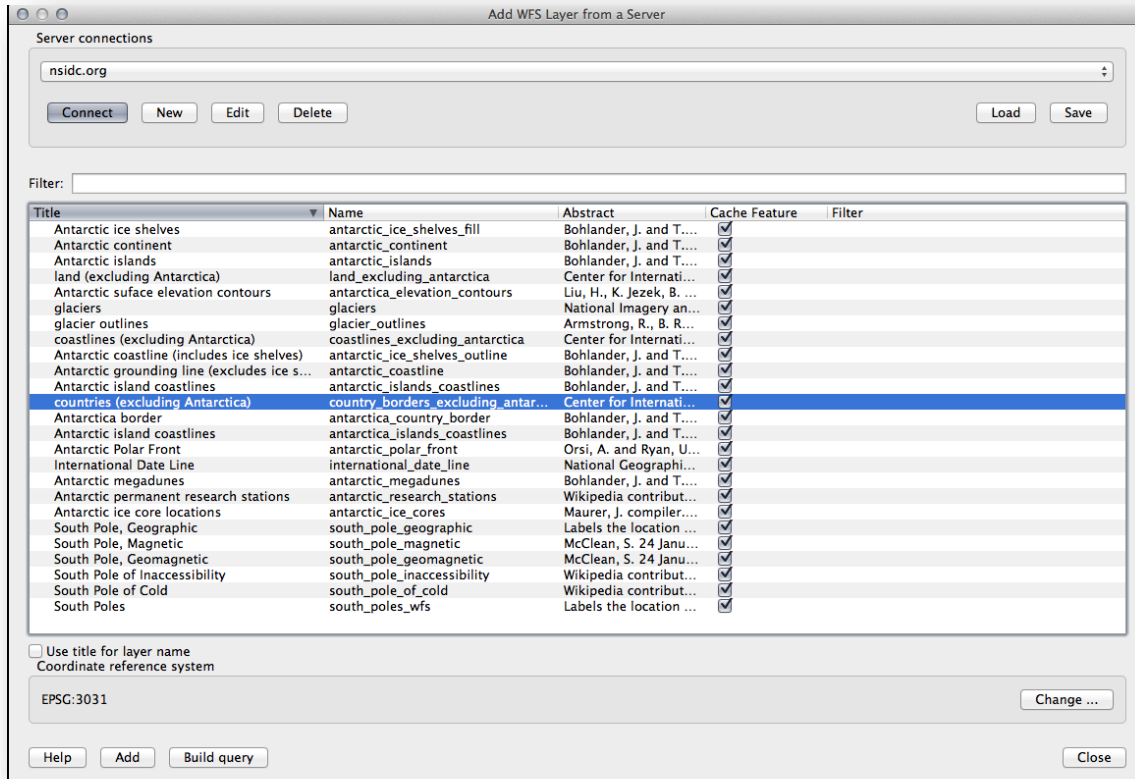 Add WFS Layer from a Server
Server connections
nsidc.org
Connect New Edit Delete Load Save
Filter:
Title Name Abstract Cache Feature Filter
Antarctic ice shelves antarctic_ice_shelves_fill Bohlander, J. and T....
Antarctic continent antarctic_continent Bohlander, J. and T....
Antarctic islands antarctic_islands Bohlander, J. and T....
land (excluding Antarctica) land_excluding_antarctica Center for Internati...
Antarctic suface elevation contours antarctica_elevation_contours Liu, H., K. Jezek, B. ...
glaciers glaciers National Imagery an...
glacier outlines glacier_outlines Armstrong, R., B. R...
coastlines (excluding Antarctica) coastlines_excluding_antarctica Center for Internati...
Antarctic coastline (includes ice shelves) antarctic_ice_shelves_outline Bohlander, J. and T....
Antarctic grounding line (excludes ice s... antarctic_coastline Bohlander, J. and T....
Antarctic island coastlines antarctic_islands_coastlines Bohlander, J. and T....
countries (excluding Antarctica) country_borders_excluding_antar... Center for Internati...
Antarctica border antarctica_country_border Bohlander, J. and T....
Antarctic island coastlines antarctica_islands_coastlines Bohlander, J. and T....
Antarctic Polar Front antarctic_polar_front Orsi, A. and Ryan, U...
International Date Line international_date_line National Geographi...
Antarctic megadunes antarctic_megadunes Bohlander, J. and T....
Antarctic permanent research stations antarctic_research_stations Wikipedia contribut...
Antarctic ice core locations antarctic_ice_cores Maurer, J. compiler....
South Pole, Geographic south_pole_geographic Labels the location ...
South Pole, Magnetic south_pole_magnetic McClean, S. 24 Janu...
South Pole, Geomagnetic south_pole_geomagnetic McClean, S. 24 Janu...
South Pole of Inaccessibility south_pole_inaccessibility Wikipedia contribut...
South Pole of Cold south_pole_of_cold Wikipedia contribut...
South Poles south_poles_wfs Labels the location ...
Use title for layer name
Coordinate reference system
EPSG:3031 Change ...
Help Add Build query Close